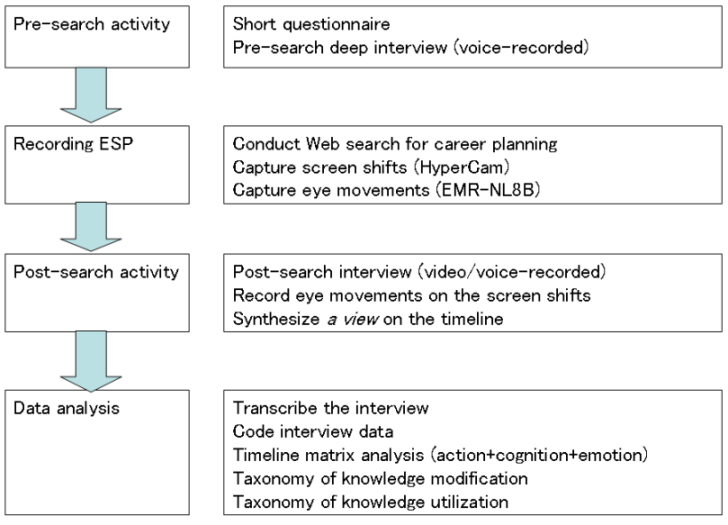 Pre-search activity
Short questionnaire
Pre-search deep interview (voice-recorded)
Recording ESP
Conduct Web search for career planning
Capture screen shifts (HyperCam)
Capture eye movements (EMR-NL8B)
Post-search activity
Post-search interview (video/voice-recorded)
Record eye movements on the screen shifts
Synthesize a view on the timeline
Data analysis
Transcribe the interview
Code interview data
Timeline matrix analysis (action+cognition+emotion)
Taxonomy of knowledge modification
Taxonomy of knowledge utilization